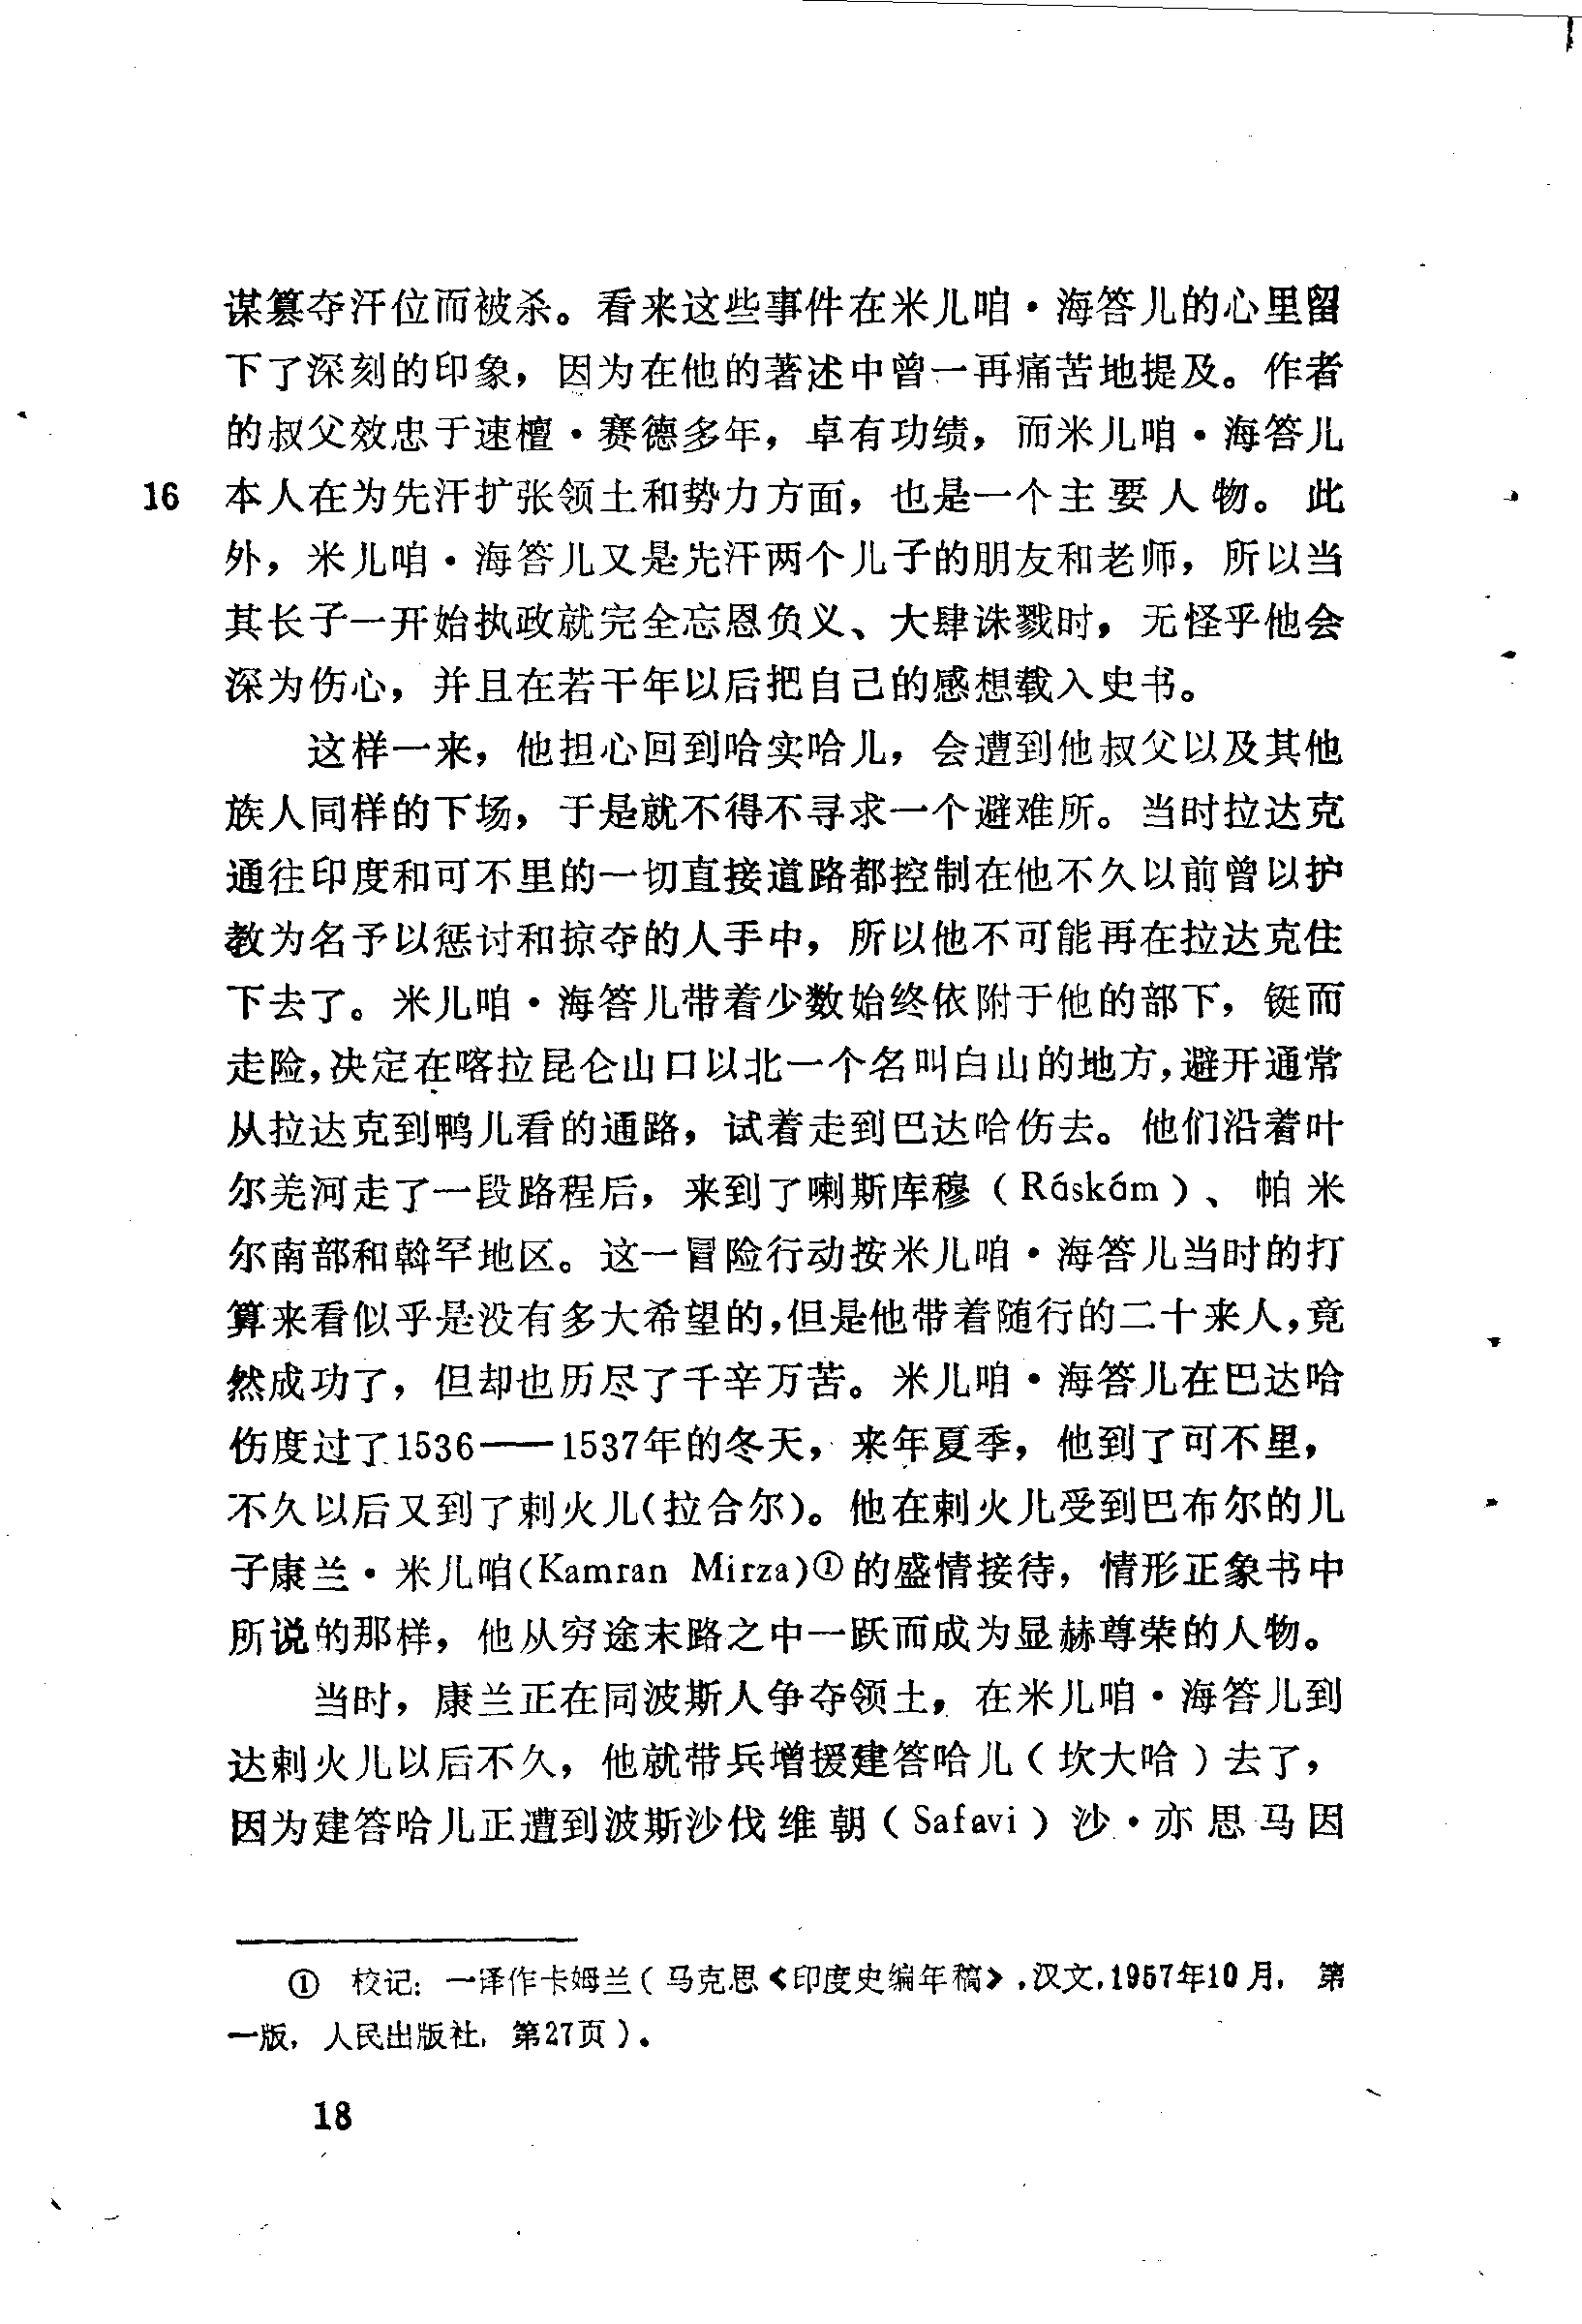 谋篡夺汗位而被杀。看来这些事件在米儿咱·海答儿的心里留
下了深刻的印象，因为在他的著述中曾一再痛苦地提及。作者
的叔父效忠于速檀·赛德多年，卓有功绩，而米儿咱·海答儿
16 本人在为先汗扩张领土和势力方面，也是一个主要人物。此
外，米儿咱·海答儿又是先汗两个儿子的朋友和老师，所以当
其长子一开始执政就完全忘恩负义、大肆诛戮时，无怪乎他会
深为伤心，并且在若干年以后把自己的感想载入史书。
这样一来，他担心回到哈实哈儿，会遭到他叔父以及其他
族人同样的下场，于是就不得不寻求一个避难所。当时拉达克
通往印度和可不里的一切直接道路都控制在他不久以前曾以护
教为名予以惩讨和掠夺的人手中，所以他不可能再在拉达克住
下去了。米儿咱·海答儿带着少数始终依附于他的部下，铤而
走险，决定在喀拉昆仑山口以北一个名叫白山的地方，避开通常
从拉达克到鸭儿看的通路，试着走到巴达哈伤去。他们沿着叶
尔羌河走了一段路程后，来到了喇斯库穆（Ráskám）、帕米
尔南部和斡罕地区。这一冒险行动按米儿咱·海答儿当时的打
算来看似乎是没有多大希望的，但是他带着随行的二十来人，竟
然成功了，但却也历尽了千辛万苦。米儿咱·海答儿在巴达哈
伤度过了1536——1537年的冬天，来年夏季，他到了可不里，
不久以后又到了剌火儿（拉合尔）。他在剌火儿受到巴布尔的儿
子康兰·米儿咱（Kamran Mirza）①的盛情接待，情形正象书中
所说的那样，他从穷途末路之中一跃而成为显赫尊荣的人物。
当时，康兰正在同波斯人争夺领土，在米儿咱·海答儿到
达剌火儿以后不久，他就带兵增援建答哈儿（坎大哈）去了，
因为建答哈儿正遭到波斯沙伐维朝（Safavi）沙·亦思马因
① 校记：一译作卡姆兰（马克思《印度史编年稿》，汉文，1957年10月，第
一版，人民出版社，第27页）。
18